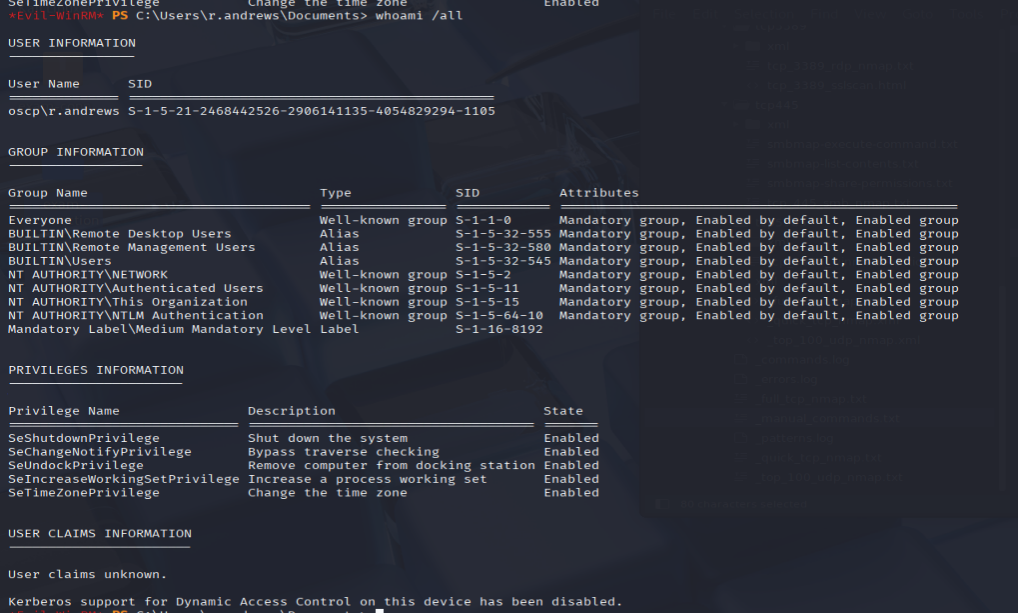 SeTimeZonePrivilege Change the time zone Enabled
*Evil-WinRM* PS C:\Users\r.andrews\Documents> whoami /all
USER INFORMATION
User Name SID
oscp\r.andrews S-1-5-21-2468442526-2906141135-4054829294-1105
GROUP INFORMATION
Group Name Type SID Attributes
Everyone Well-known group S-1-1-0 Mandatory group, Enabled by default, Enabled group
BUILTIN\Remote Desktop Users Alias S-1-5-32-555 Mandatory group, Enabled by default, Enabled group
BUILTIN\Remote Management Users Alias S-1-5-32-580 Mandatory group, Enabled by default, Enabled group
BUILTIN\Users Alias S-1-5-32-545 Mandatory group, Enabled by default, Enabled group
NT AUTHORITY\NETWORK Well-known group S-1-5-2 Mandatory group, Enabled by default, Enabled group
NT AUTHORITY\Authenticated Users Well-known group S-1-5-11 Mandatory group, Enabled by default, Enabled group
NT AUTHORITY\This Organization Well-known group S-1-5-15 Mandatory group, Enabled by default, Enabled group
NT AUTHORITY\NTLM Authentication Well-known group S-1-5-64-10 Mandatory group, Enabled by default, Enabled group
Mandatory Label\Medium Mandatory Level Label S-1-16-8192
PRIVILEGES INFORMATION
Privilege Name Description State
SeShutdownPrivilege Shut down the system Enabled
SeChangeNotifyPrivilege Bypass traverse checking Enabled
SeUndockPrivilege Remove computer from docking station Enabled
SeIncreaseWorkingSetPrivilege Increase a process working set Enabled
SeTimeZonePrivilege Change the time zone Enabled
USER CLAIMS INFORMATION
User claims unknown.
Kerberos support for Dynamic Access Control on this device has been disabled.